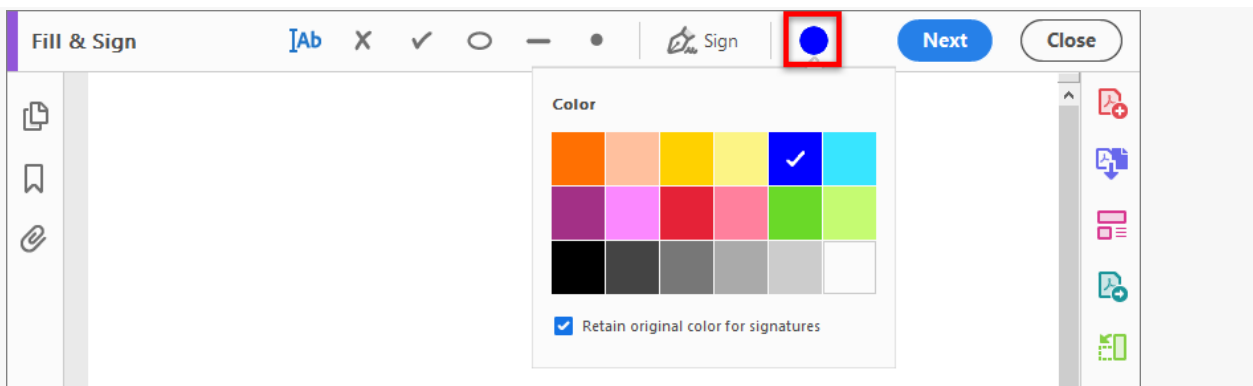 Fill & Sign
Ab
Sign
Next
Close
Color
Retain original color for signatures